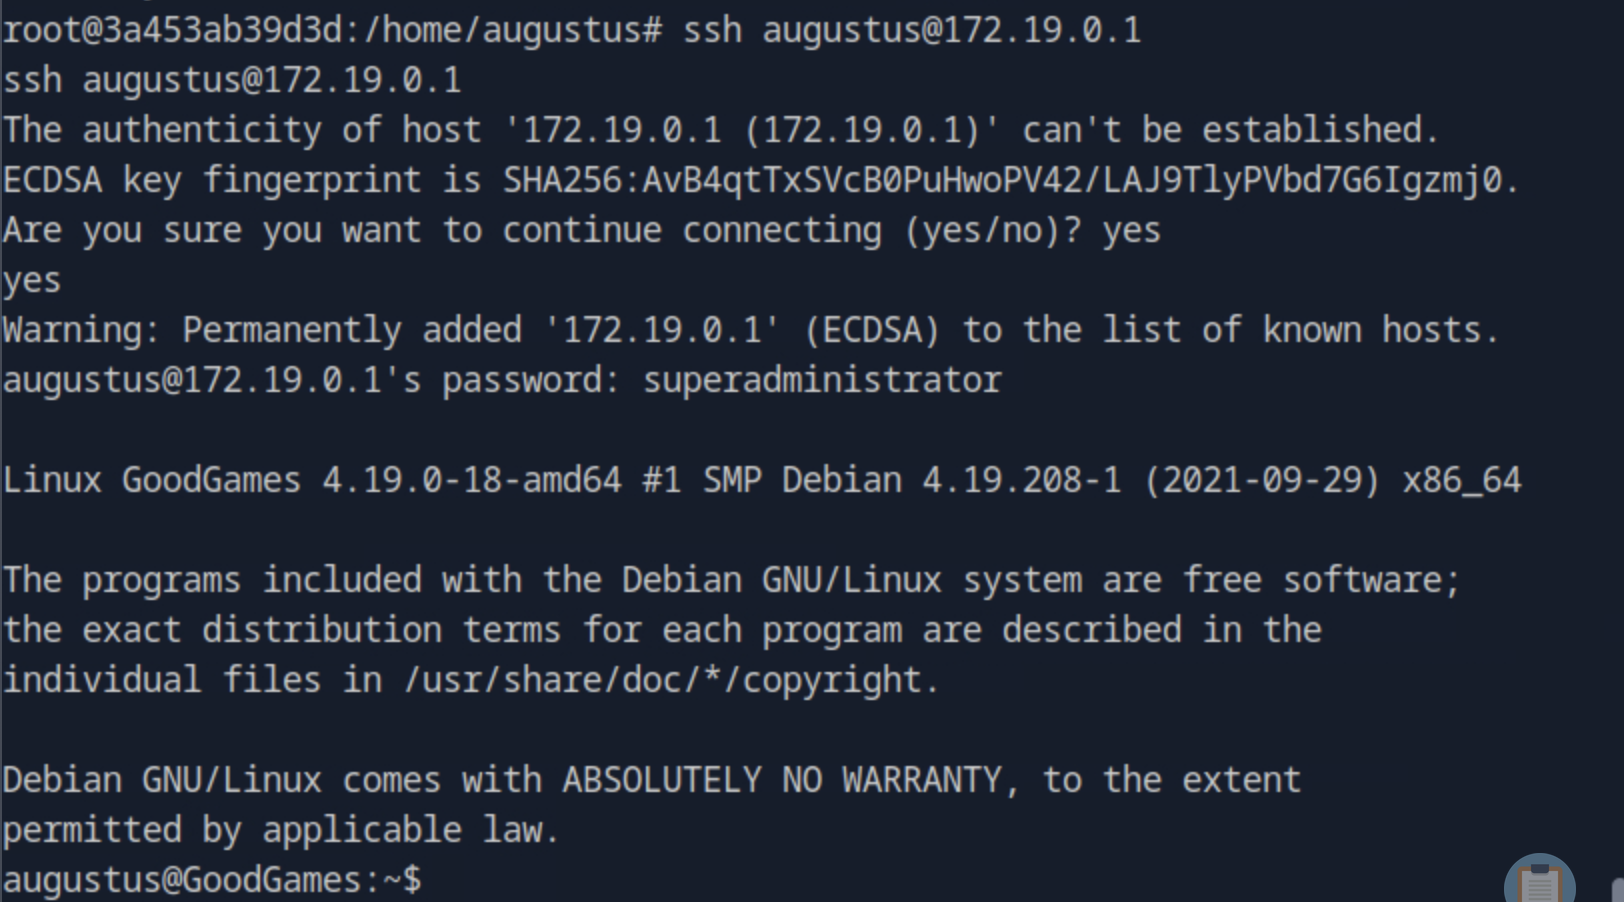 root@3a453ab39d3d:/home/augustus# ssh augustus@172.19.0.1
ssh augustus@172.19.0.1
The authenticity of host '172.19.0.1 (172.19.0.1)' can't be established.
ECDSA key fingerprint is SHA256:AvB4qtTxSVcB0PuHwoPV42/LAJ9TlyPVbd7G6Igzmj0.
Are you sure you want to continue connecting (yes/no)? yes
yes
Warning: Permanently added '172.19.0.1' (ECDSA) to the list of known hosts.
augustus@172.19.0.1's password: superadministrator
Linux GoodGames 4.19.0-18-amd64 #1 SMP Debian 4.19.208-1 (2021-09-29) x86_64
The programs included with the Debian GNU/Linux system are free software;
the exact distribution terms for each program are described in the
individual files in /usr/share/doc/*/copyright.
Debian GNU/Linux comes with ABSOLUTELY NO WARRANTY, to the extent
permitted by applicable law.
augustus@GoodGames:~$